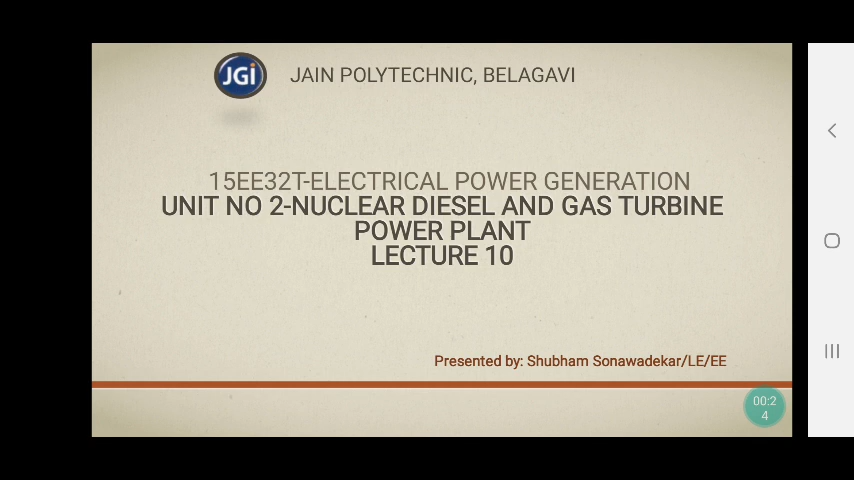 JGi
JAIN POLYTECHNIC, BELAGAVI
15EE32T-ELECTRICAL POWER GENERATION
UNIT NO 2-NUCLEAR DIESEL AND GAS TURBINE
POWER PLANT
LECTURE 10
Presented by: Shubham Sonawadekar/LE/EE
00:2
4